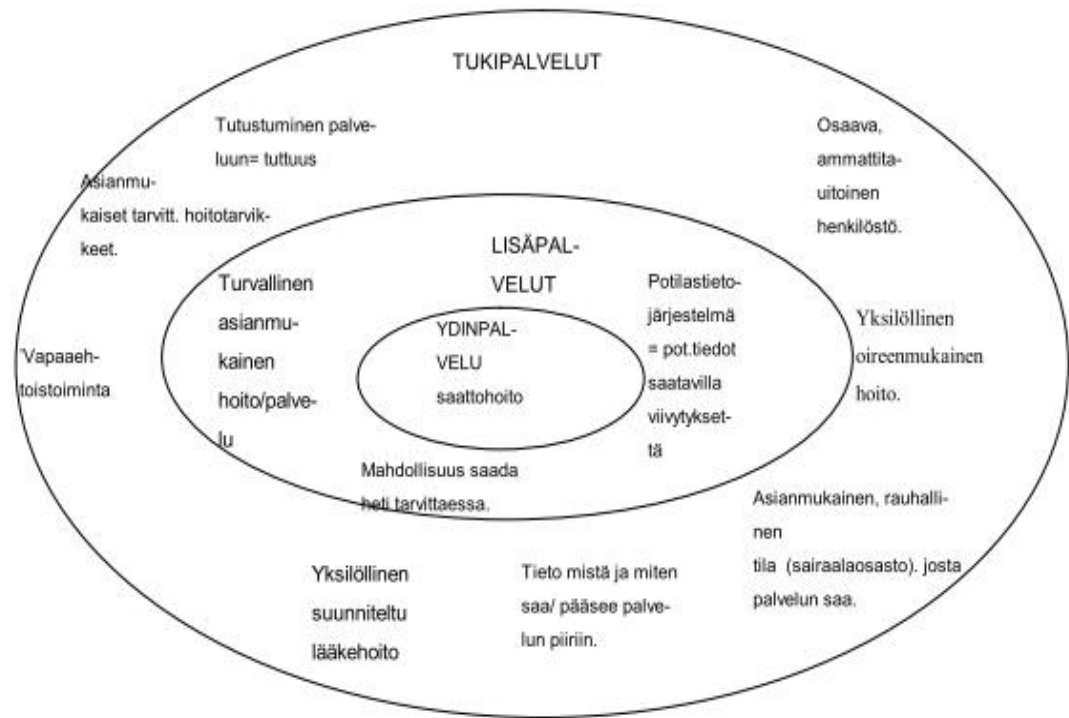 TUKIPALVELUT
Tutustuminen palve-
luun= tuttuus
Osaava,
ammattita-
uitoinen
henkilöstö.
Asianmu-
kaiset tarvitt. hoitotarvik-
keet.
LISÄPAL-
VELUT
Turvallinen
asianmu-
kainen
hoito/palve-
lu
Potilastieto-
järjestelmä
= pot.tiedot
saatavilla
viivytykset-
tä
YDINPAL-
VELU
saattohoito
Yksilöllinen
oireenmukainen
hoito.
'Vapaaeh-
toistoiminta
Mahdollisuus saada
heti tarvittaessa.
Asianmukainen, rauhalli-
nen
tila (sairaalaosasto). josta
palvelun saa.
Yksilöllinen
suunniteltu
lääkehoito
Tieto mistä ja miten
saa/ pääsee palve-
lun piiriin.